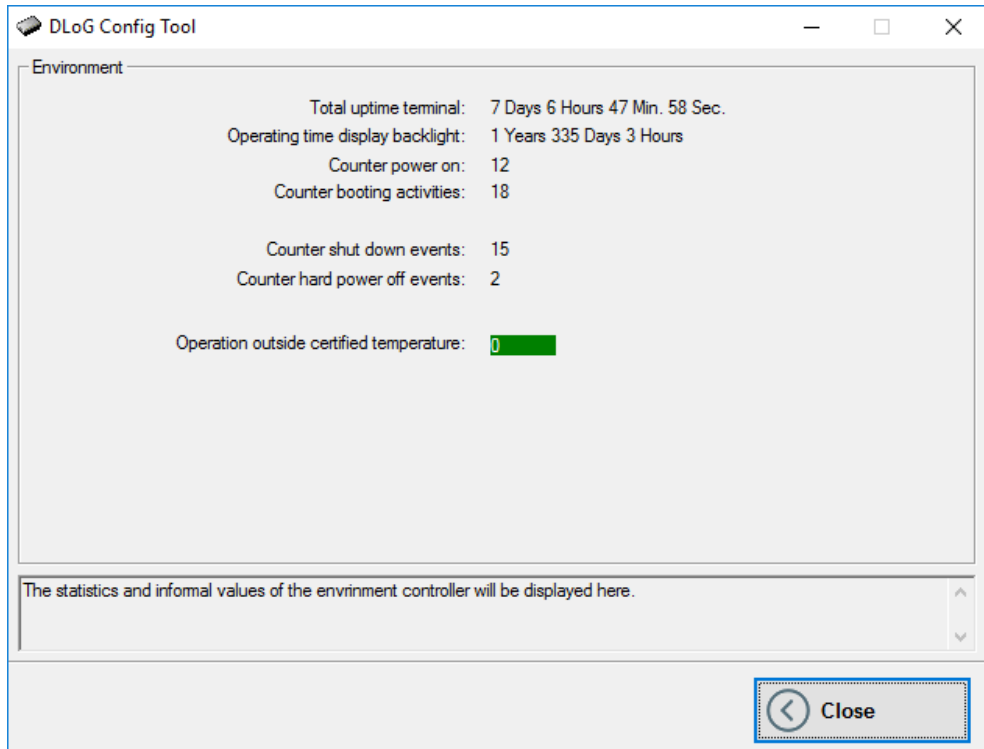 DLoG Config Tool
Environment
Total uptime terminal: 7 Days 6 Hours 47 Min. 58 Sec.
Operating time display backlight: 1 Years 335 Days 3 Hours
Counter power on: 12
Counter booting activities: 18
Counter shut down events: 15
Counter hard power off events: 2
Operation outside certified temperature: 0
The statistics and informal values of the envrinment controller will be displayed here.
Close